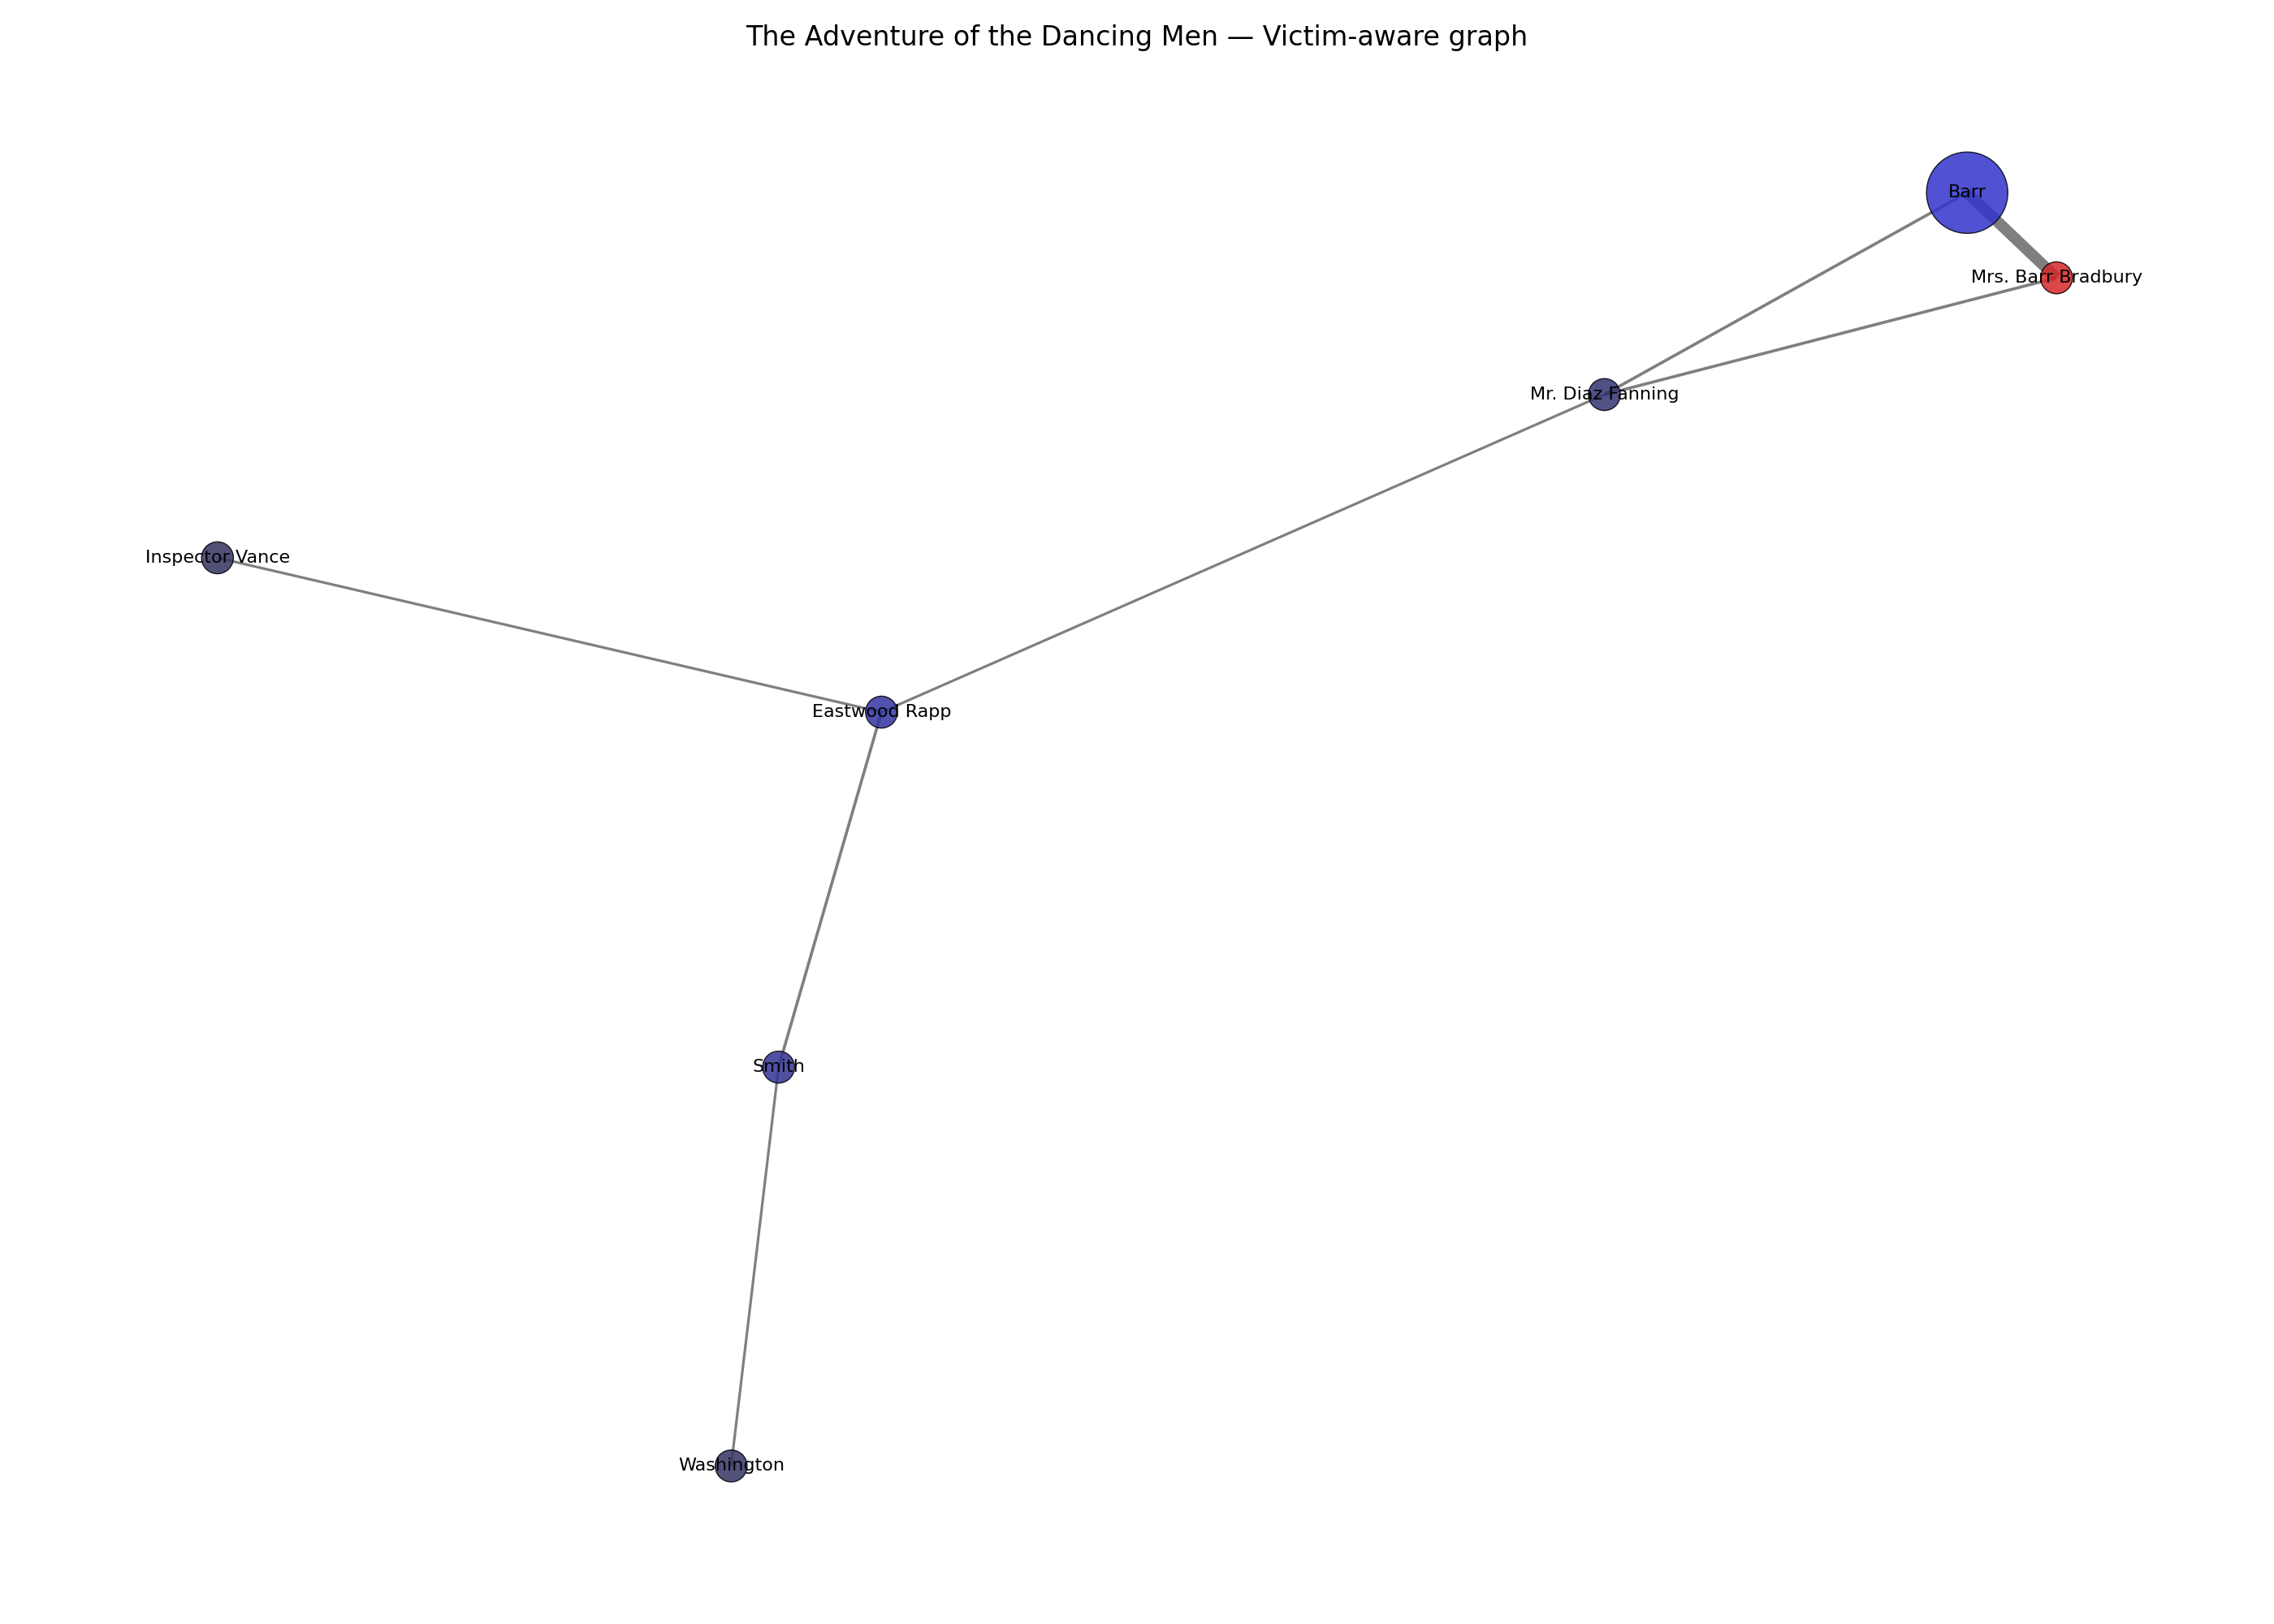 The Adventure of the Dancing Men — Victim-aware graph
Barr
Mrs. Barr Bradbury
Mr. Diaz Fanning
Inspector Vance
Eastwood Rapp
Smith
Washington